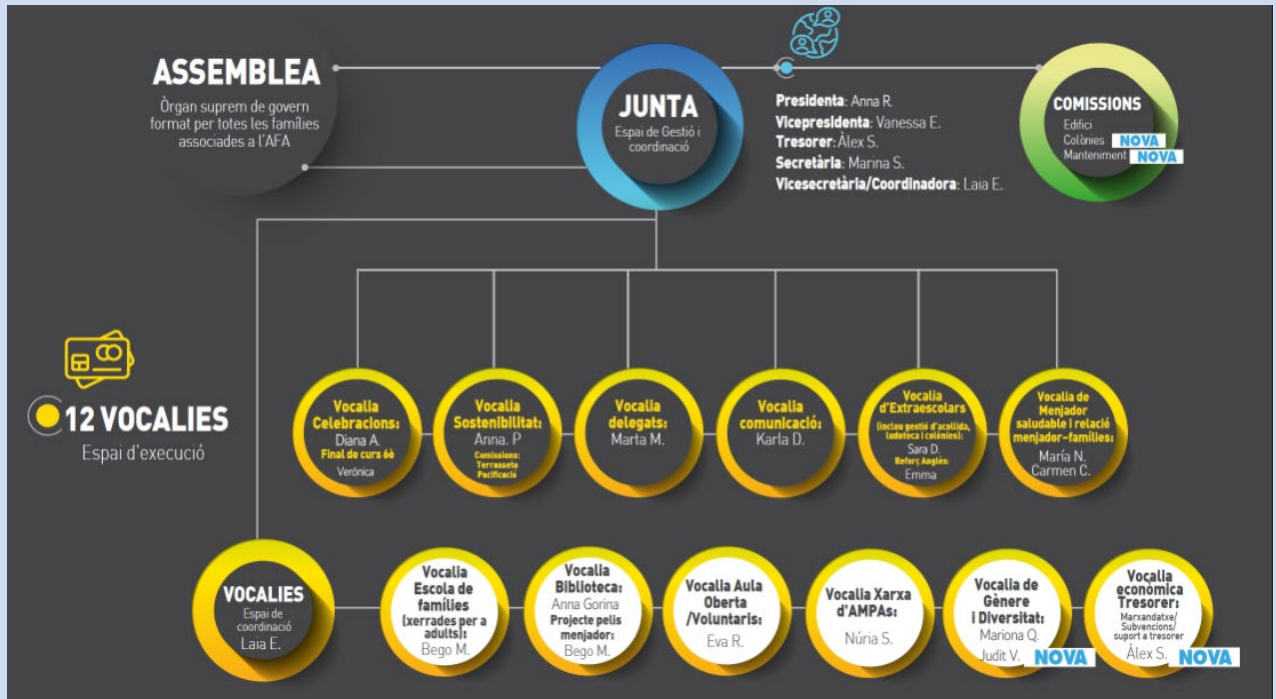 ASSEMBLEA
Òrgan suprem de govern
format per totes les famílies
associades a l'AFA
JUNTA
Espai de Gestió i
coordinació
Presidenta: Anna R.
Vicepresidenta: Vanessa E.
Tresorer: Àlex S.
Secretària: Marina S.
Vicesecretària/Coordinadora: Laia E.
COMISSIONS
Edifici
Colònies NOVA
Manteniment NOVA
12 VOCALIES
Espai d'execució
Vocalia
Celebracions:
Diana A.
Final de curs 6è
Verónica
Vocalia
Sostenibilitat:
Anna. P
Comissions:
Terrasseta
Pacificació
Vocalia
delegats:
Marta M.
Vocalia
comunicació:
Karla D.
Vocalia
d'Extraescolars
(inclou gestió d'acollida,
ludoteca i colònies):
Sara D.
Reforç Anglès:
Emma
Vocalia de
Menjador
saludable i relació
menjador-famílies:
María N.
Carmen C.
VOCALIES
Espai de
coordinació
Laia E.
Vocalia
Escola de
famílies
(xerrades per a
adults):
Bego M.
Vocalia
Biblioteca:
Anna Gorina
Projecte pelis
menjador:
Bego M.
Vocalia Aula
Oberta
/Voluntaris:
Eva R.
Vocalia Xarxa
d'AMPAs:
Núria S.
Vocalia de
Gènere
i Diversitat:
Mariona Q.
Judit V. NOVA
Vocalia
econòmica
Tresorer:
Marxandatxe/
Subvencions/
suport a tresorer
Àlex S. NOVA